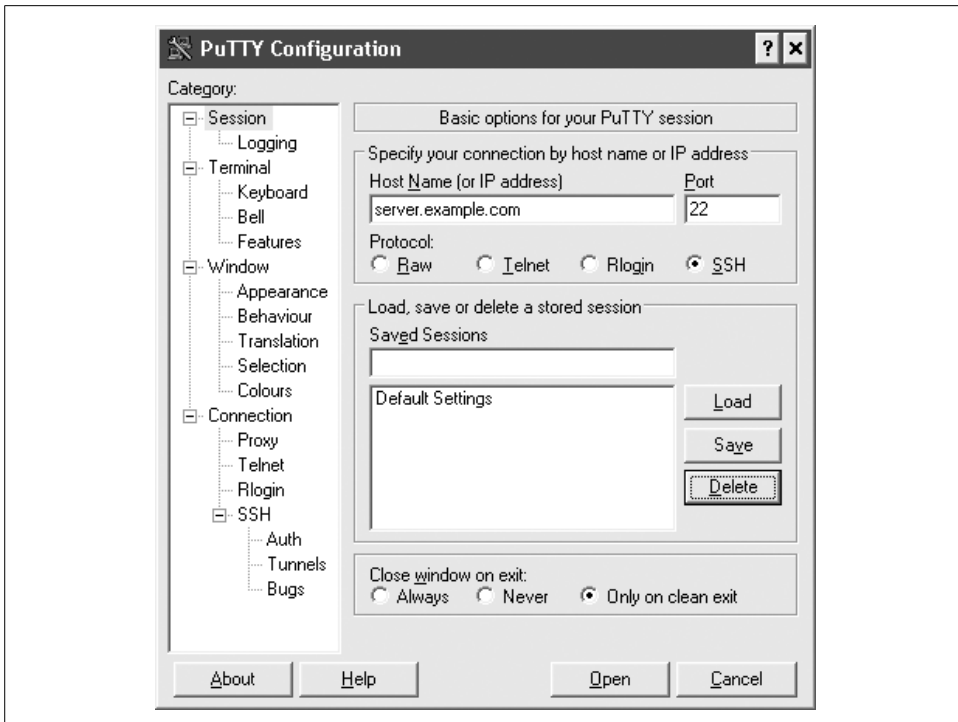 PuTTY Configuration
? ×
Category:
Session
Logging
Terminal
Keyboard
Bell
Features
Window
Appearance
Behaviour
Translation
Selection
Colours
Connection
Proxy
Telnet
Rlogin
SSH
Auth
Tunnels
Bugs
Basic options for your PuTTY session
Specify your connection by host name or IP address
Host Name (or IP address) Port
server.example.com 22
Protocol:
Raw Telnet Rlogin SSH
Load, save or delete a stored session
Saved Sessions
Default Settings
Load
Save
Delete
Close window on exit:
Always Never Only on clean exit
About Help Open Cancel